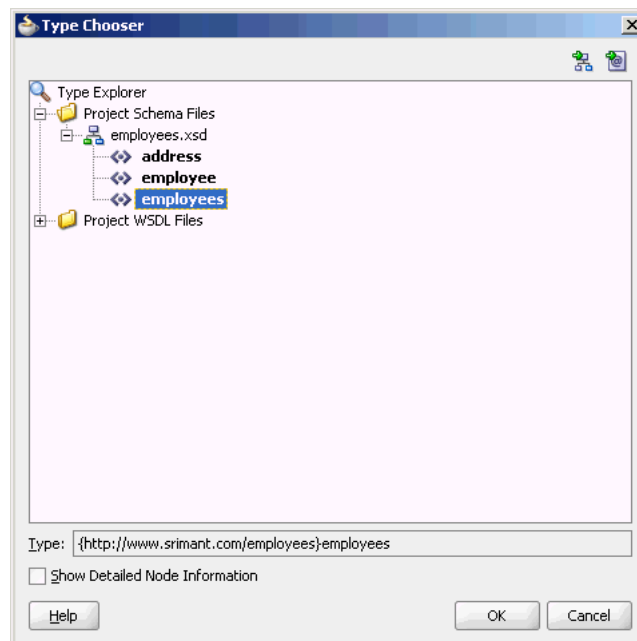 Type Chooser
Type Explorer
Project Schema Files
employees.xsd
address
employee
employees
Project WSDL Files
Type: {http://www.srimant.com/employees}employees
Show Detailed Node Information
Help OK Cancel